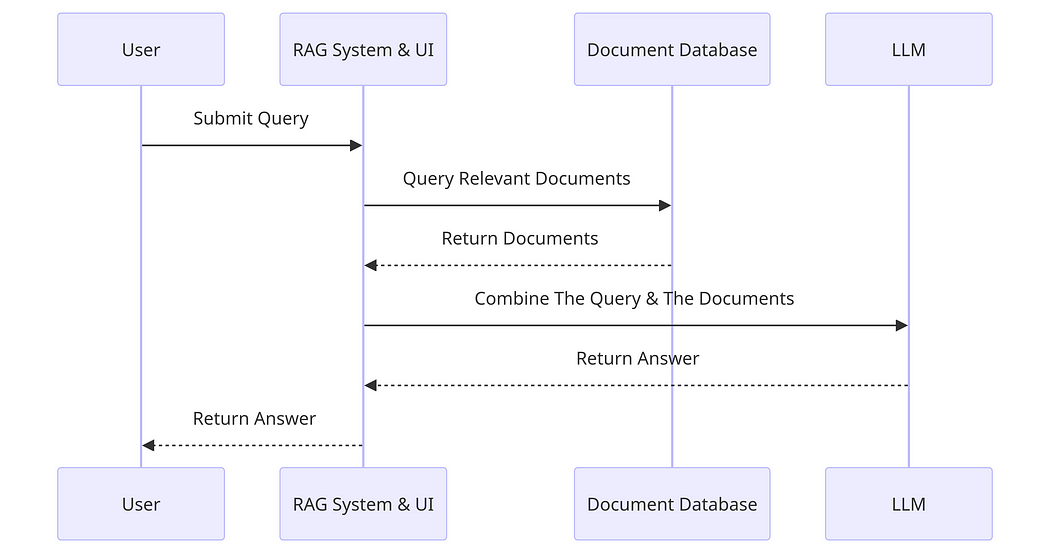 User
RAG System & UI
Document Database
LLM
Submit Query
Query Relevant Documents
Return Documents
Combine The Query & The Documents
Return Answer
Return Answer
User
RAG System & UI
Document Database
LLM